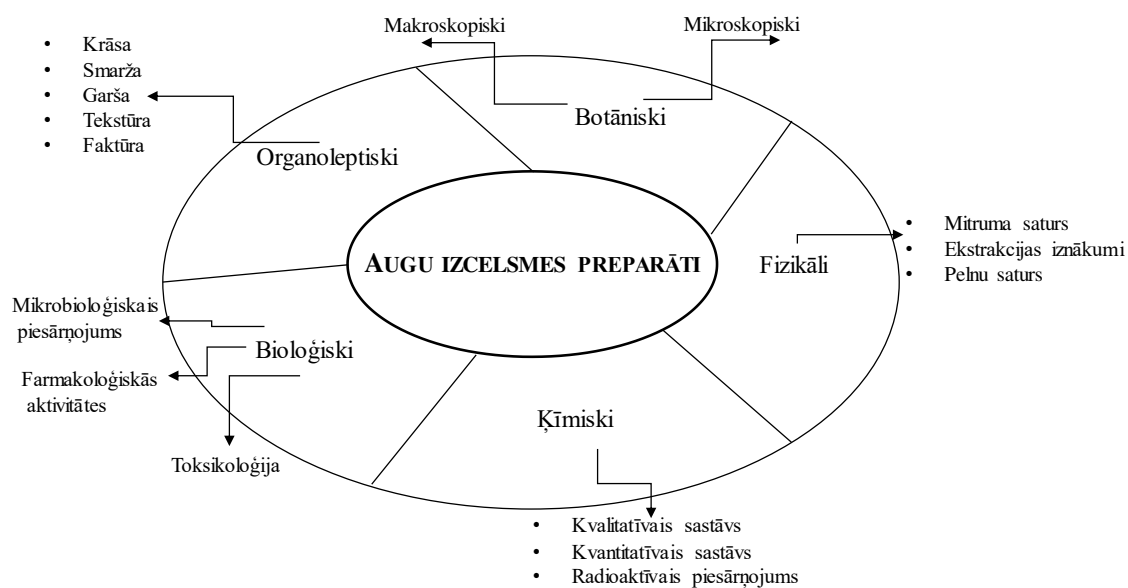 Makroskopiski
Mikroskopiski
Botāniski
• Krāsa
• Smarža
• Garša
• Tekstūra
• Faktūra
Organoleptiski
AUGU IZCELSMES PREPARĀTI
Fizikāli
• Mitruma saturs
• Ekstrakcijas iznākumi
• Pelnu saturs
Mikrobioloģiskais
piesārņojums
Bioloģiski
Farmakoloģiskās
aktivitātes
Toksikoloģija
Ķīmiski
• Kvalitatīvais sastāvs
• Kvantitatīvais sastāvs
• Radioaktīvais piesārņojums